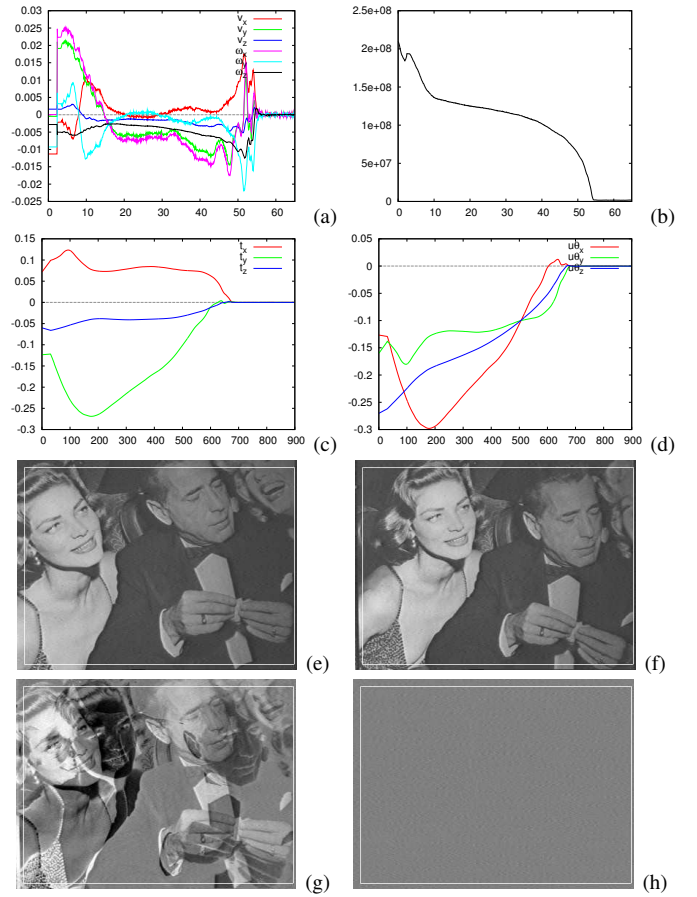 0.03
0.025
0.02
0.015
0.01
0.005
0
-0.005
-0.01
-0.015
-0.02
-0.025
v_x
v_y
v_z
ω_x
ω_y
ω_z
0 10 20 30 40 50 60
(a)
2.5e+08
2e+08
1.5e+08
1e+08
5e+07
0
0 10 20 30 40 50 60
(b)
0.15
0.1
0.05
0
-0.05
-0.1
-0.15
-0.2
-0.25
-0.3
t_x
t_y
t_z
0 100 200 300 400 500 600 700 800 900
(c)
0.05
0
-0.05
-0.1
-0.15
-0.2
-0.25
-0.3
uθ_x
uθ_y
uθ_z
0 100 200 300 400 500 600 700 800 900
(d)
(e)
(f)
(g)
(h)